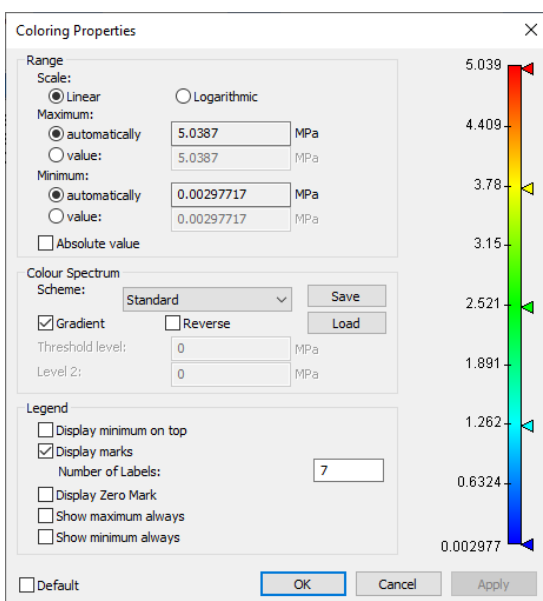 Coloring Properties
Range
Scale:
Linear Logarithmic
Maximum:
automatically 5.0387 MPa
value: 5.0387 MPa
Minimum:
automatically 0.00297717 MPa
value: 0.00297717 MPa
Absolute value
Colour Spectrum
Scheme: Standard Save
Gradient Reverse Load
Threshold level: 0 MPa
Level 2: 0 MPa
Legend
Display minimum on top
Display marks
Number of Labels: 7
Display Zero Mark
Show maximum always
Show minimum always
5.039
4.409
3.78
3.15
2.521
1.891
1.262
0.6324
0.002977
Default OK Cancel Apply